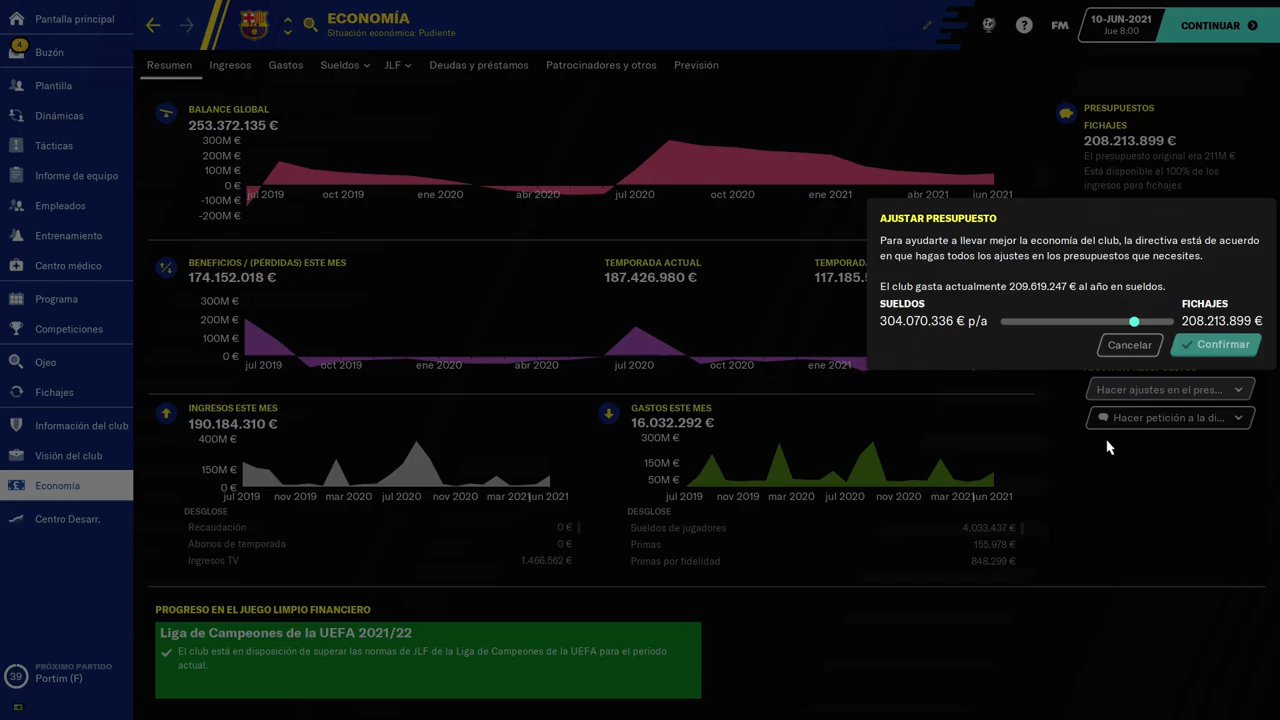 Pantalla principal
4
Buzón
Plantilla
Dinámicas
Tácticas
Informe de equipo
Empleados
Entrenamiento
Centro médico
Programa
Competiciones
Ojeo
Fichajes
Información del club
Visión del club
Economía
Centro Desarr.
39
PRÓXIMO PARTIDO
Portim (F)
ECONOMÍA
Situación económica: Pudiente
?
FM
10-JUN-2021
Jue 8:00
CONTINUAR
Resumen Ingresos Gastos Sueldos JLF Deudas y préstamos Patrocinadores y otros Previsión
BALANCE GLOBAL
253.372.135 €
300M €
200M €
100M €
0 €
-100M €
-200M €
jul 2019 oct 2019 ene 2020 abr 2020 jul 2020 oct 2020 ene 2021 abr 2021 jun 2021
PRESUPUESTOS
FICHAJES
208.213.899 €
El presupuesto original era 211M €
Está disponible el 100% de los
ingresos para fichajes
AJUSTAR PRESUPUESTO
Para ayudarte a llevar mejor la economía del club, la directiva está de acuerdo
en que hagas todos los ajustes en los presupuestos que necesites.
El club gasta actualmente 209.619.247 € al año en sueldos.
SUELDOS FICHAJES
304.070.336 € p/a 208.213.899 €
Cancelar Confirmar
Hacer ajustes en el pres...
Hacer petición a la di...
BENEFICIOS / (PÉRDIDAS) ESTE MES
174.152.018 €
TEMPORADA ACTUAL
187.426.980 €
TEMPORADA
117.185.
300M €
200M €
100M €
0 €
jul 2019 oct 2019 ene 2020 abr 2020 jul 2020 oct 2020 ene 2021
INGRESOS ESTE MES
190.184.310 €
400M €
150M €
0 €
jul 2019 nov 2019 mar 2020 jul 2020 nov 2020 mar 2021 jun 2021
DESGLOSE
Recaudación 0 €
Abonos de temporada 0 €
Ingresos TV 1.466.562 €
GASTOS ESTE MES
16.032.292 €
300M €
150M €
50M €
jul 2019 nov 2019 mar 2020 jul 2020 nov 2020 mar 2021 jun 2021
DESGLOSE
Sueldos de jugadores 4.033.437 €
Primas 155.978 €
Primas por fidelidad 848.299 €
PROGRESO EN EL JUEGO LIMPIO FINANCIERO
Liga de Campeones de la UEFA 2021/22
El club está en disposición de superar las normas de JLF de la Liga de Campeones de la UEFA para el periodo
actual.